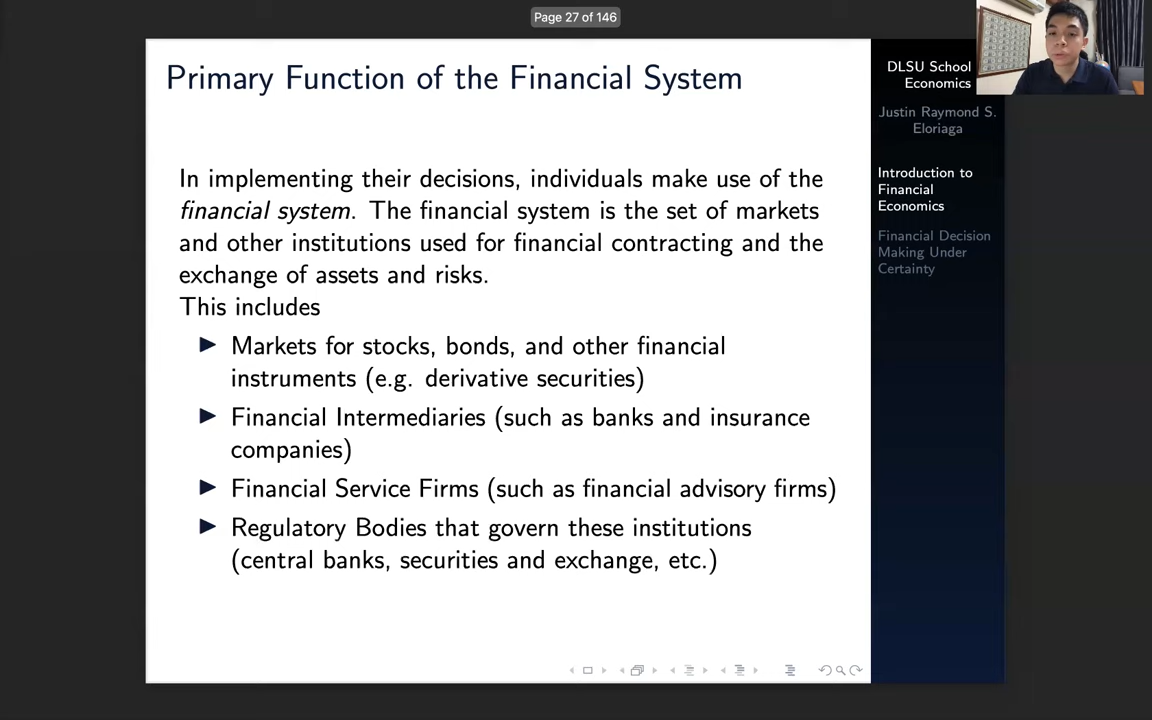 Page 27 of 146
Primary Function of the Financial System
In implementing their decisions, individuals make use of the
financial system. The financial system is the set of markets
and other institutions used for financial contracting and the
exchange of assets and risks.
This includes
Markets for stocks, bonds, and other financial
instruments (e.g. derivative securities)
Financial Intermediaries (such as banks and insurance
companies)
Financial Service Firms (such as financial advisory firms)
Regulatory Bodies that govern these institutions
(central banks, securities and exchange, etc.)
DLSU School
Economics
Justin Raymond S.
Eloriaga
Introduction to
Financial
Economics
Financial Decision
Making Under
Certainty